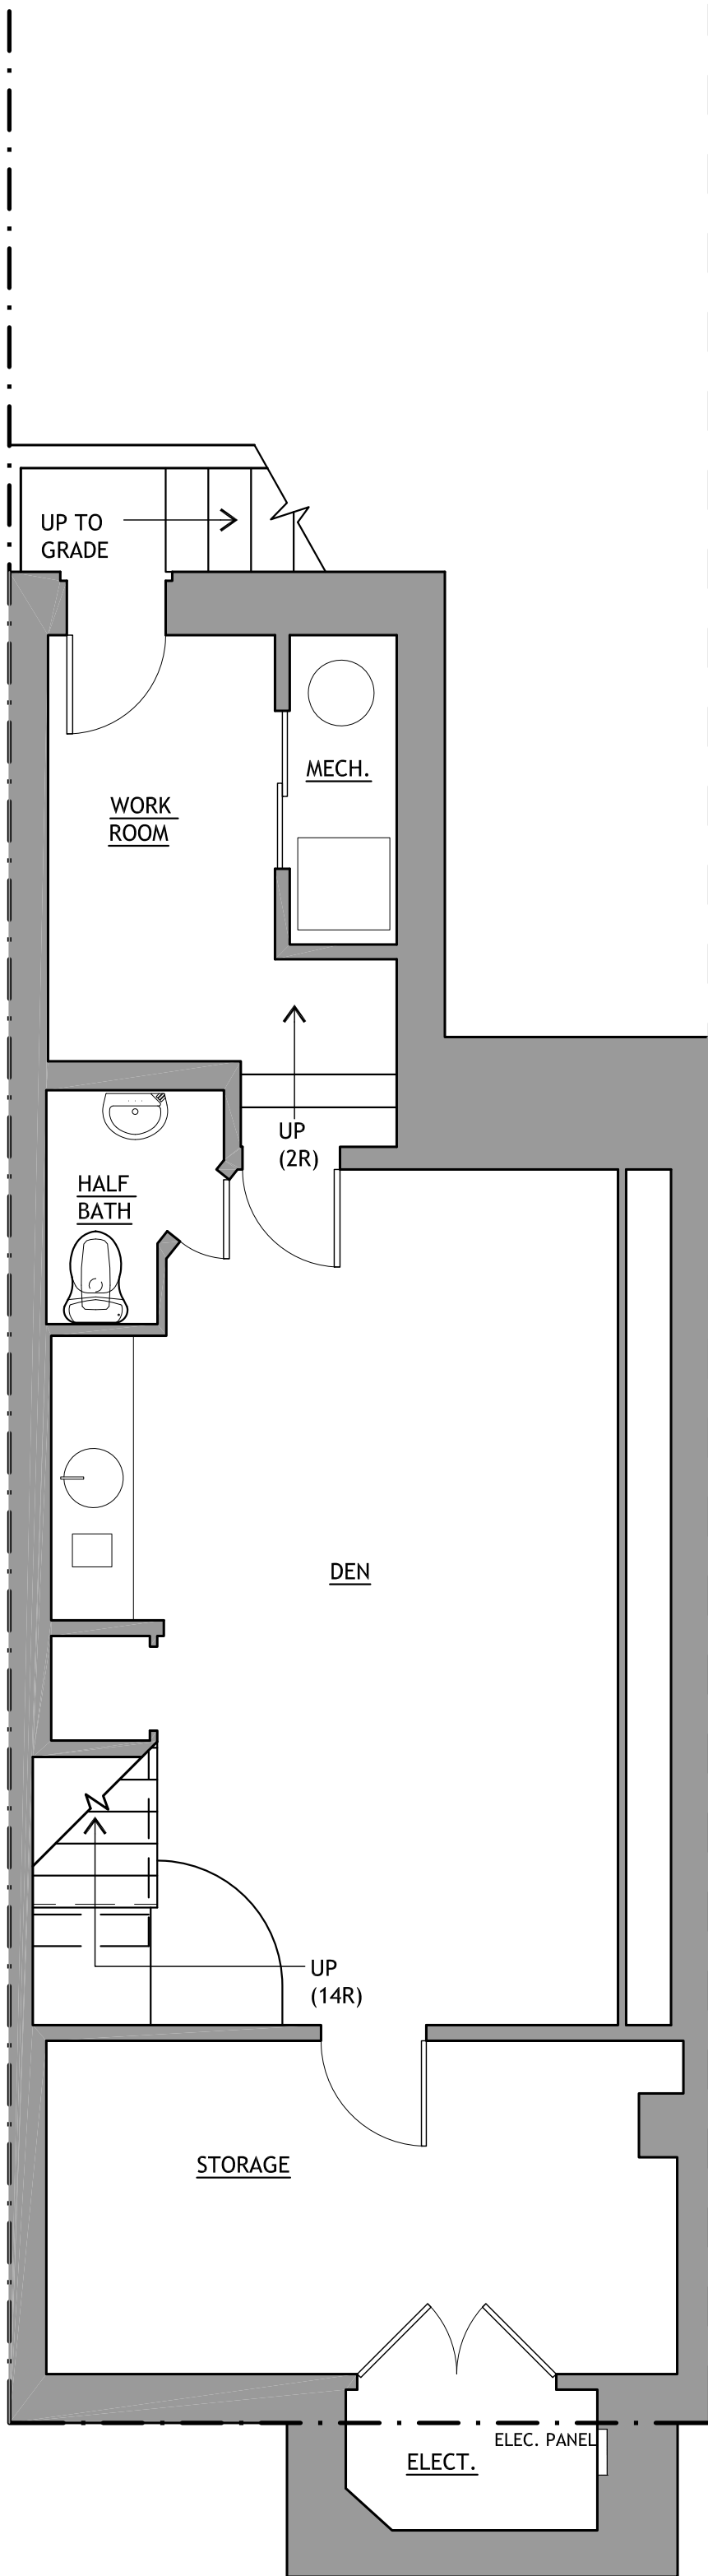 UP TO
GRADE
MECH.
WORK
ROOM
UP
(2R)
HALF
BATH
DEN
UP
(14R)
STORAGE
ELEC. PANEL
ELECT.